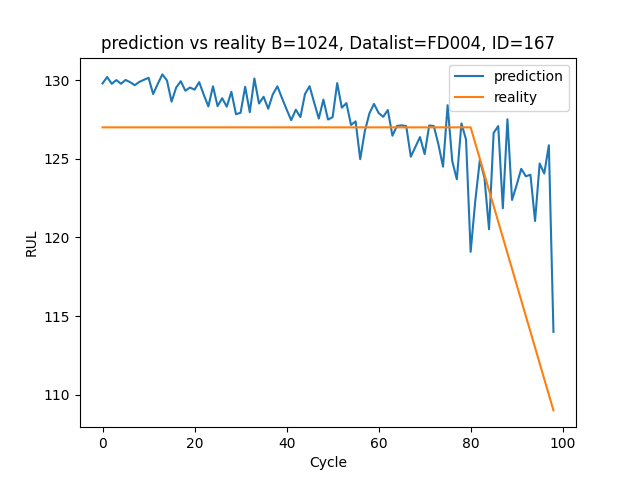 prediction vs reality B=1024, Datalist=FD004, ID=167
prediction
reality
130
125
120
115
110
RUL
0 20 40 60 80 100
Cycle